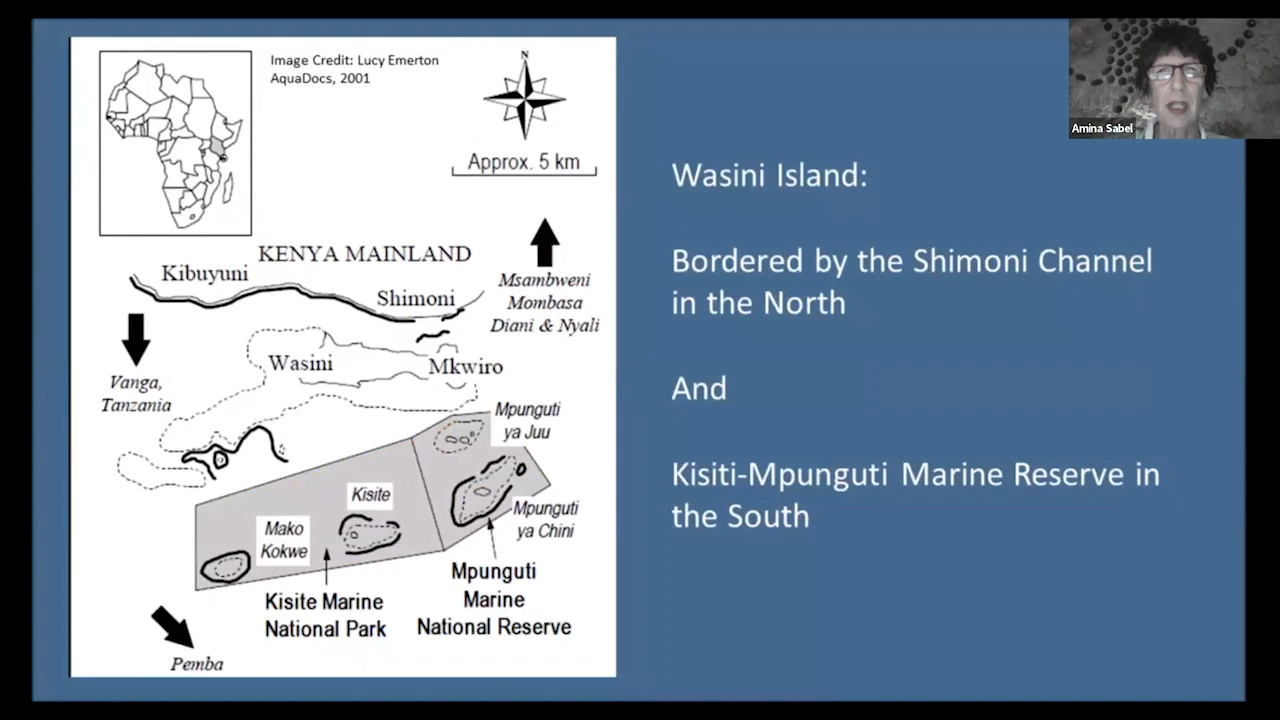 Image Credit: Lucy Emerton
AquaDocs, 2001
N
Approx. 5 km
KENYA MAINLAND
Kibuyuni
Shimoni
Msambweni
Mombasa
Diani & Nyali
Wasini
Mkwiro
Vanga,
Tanzania
Mpunguti
ya Juu
Kisite
Mako
Kokwe
Mpunguti
ya Chini
Kisite Marine
National Park
Mpunguti
Marine
National Reserve
Pemba
Wasini Island:
Bordered by the Shimoni Channel
in the North
And
Kisiti-Mpunguti Marine Reserve in
the South
Amina Sabel